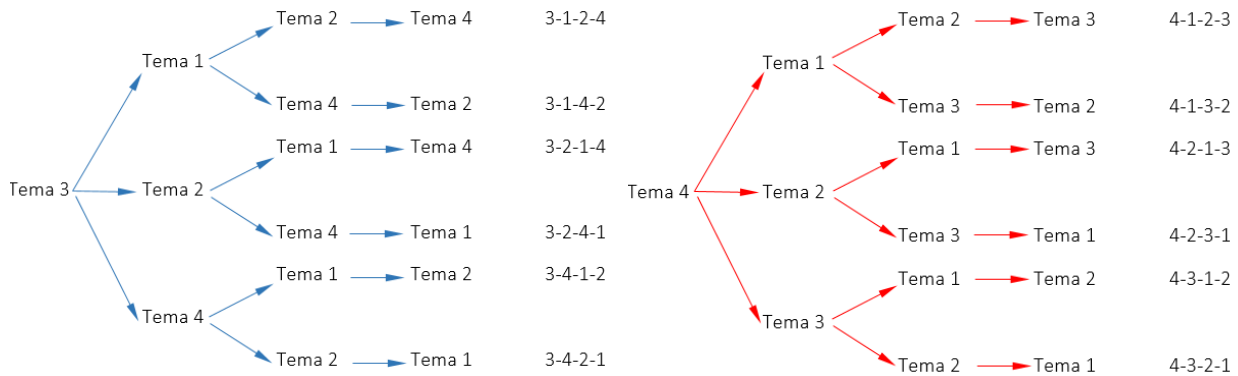 Tema 2 Tema 4 3-1-2-4
Tema 1
Tema 4 Tema 2 3-1-4-2
Tema 1 Tema 4 3-2-1-4
Tema 3 Tema 2
Tema 4 Tema 1 3-2-4-1
Tema 1 Tema 2 3-4-1-2
Tema 4
Tema 2 Tema 1 3-4-2-1
Tema 2 Tema 3 4-1-2-3
Tema 1
Tema 3 Tema 2 4-1-3-2
Tema 1 Tema 3 4-2-1-3
Tema 4 Tema 2
Tema 3 Tema 1 4-2-3-1
Tema 1 Tema 2 4-3-1-2
Tema 3
Tema 2 Tema 1 4-3-2-1